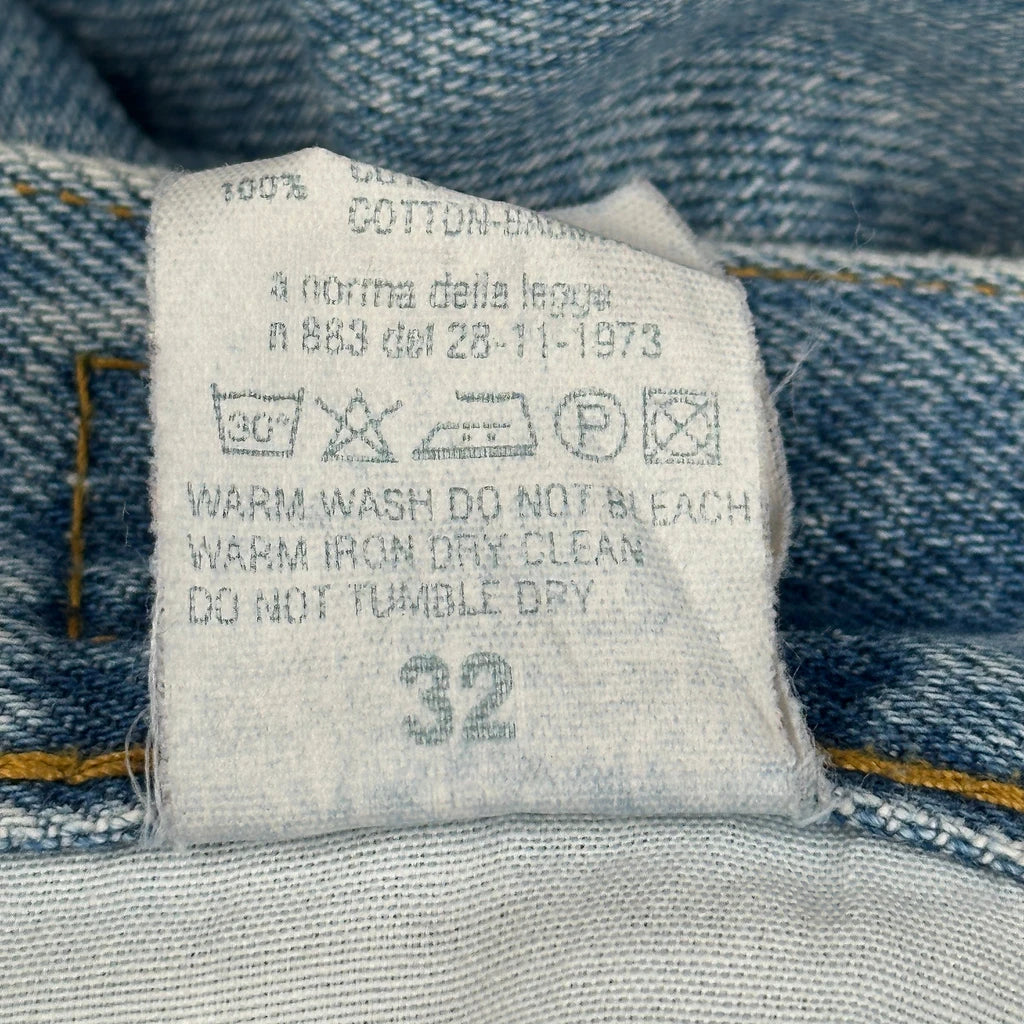 100%
COTTON-
a norma della legge
n 883 del 28-11-1973
30° P
WARM WASH DO NOT BLEACH
WARM IRON DRY CLEAN
DO NOT TUMBLE DRY
32